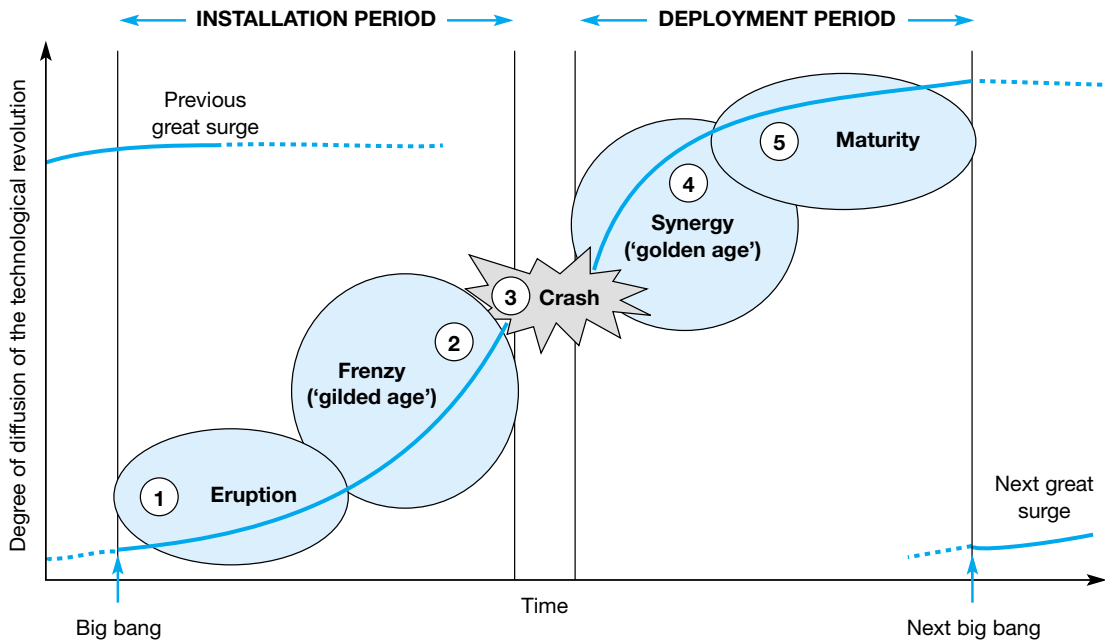 INSTALLATION PERIOD
DEPLOYMENT PERIOD
Degree of diffusion of the technological revolution
Previous
great surge
5
Maturity
4
Synergy
(‘golden age’)
3
Crash
2
Frenzy
(‘gilded age’)
1
Eruption
Next great
surge
Time
Big bang
Next big bang